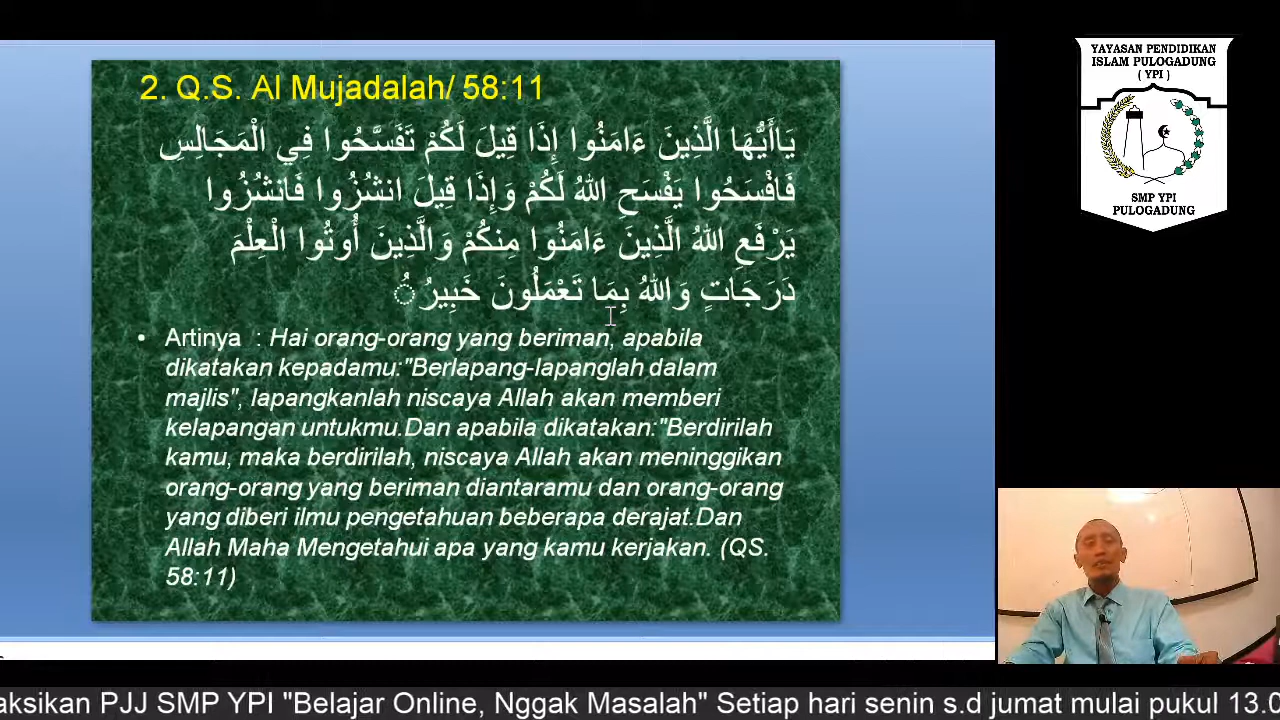 2. Q.S. Al Mujadalah/ 58:11
يَاأَيُّهَا الَّذِينَ ءَامَنُوا إِذَا قِيلَ لَكُمْ تَفَسَّحُوا فِي الْمَجَالِسِ
فَافْسَحُوا يَفْسَحِ اللهُ لَكُمْ وَإِذَا قِيلَ انشُزُوا فَانشُزُوا
يَرْفَعِ اللهُ الَّذِينَ ءَامَنُوا مِنكُمْ وَالَّذِينَ أُوتُوا الْعِلْمَ
دَرَجَاتٍ وَاللهُ بِمَا تَعْمَلُونَ خَبِيرُ ُ
• Artinya : Hai orang-orang yang beriman, apabila
dikatakan kepadamu:"Berlapang-lapanglah dalam
majlis", lapangkanlah niscaya Allah akan memberi
kelapangan untukmu.Dan apabila dikatakan:"Berdirilah
kamu, maka berdirilah, niscaya Allah akan meninggikan
orang-orang yang beriman diantaramu dan orang-orang
yang diberi ilmu pengetahuan beberapa derajat.Dan
Allah Maha Mengetahui apa yang kamu kerjakan. (QS.
58:11)
YAYASAN PENDIDIKAN
ISLAM PULOGADUNG
( YPI )
SMP YPI
PULOGADUNG
aksikan PJJ SMP YPI "Belajar Online, Nggak Masalah" Setiap hari senin s.d jumat mulai pukul 13.0